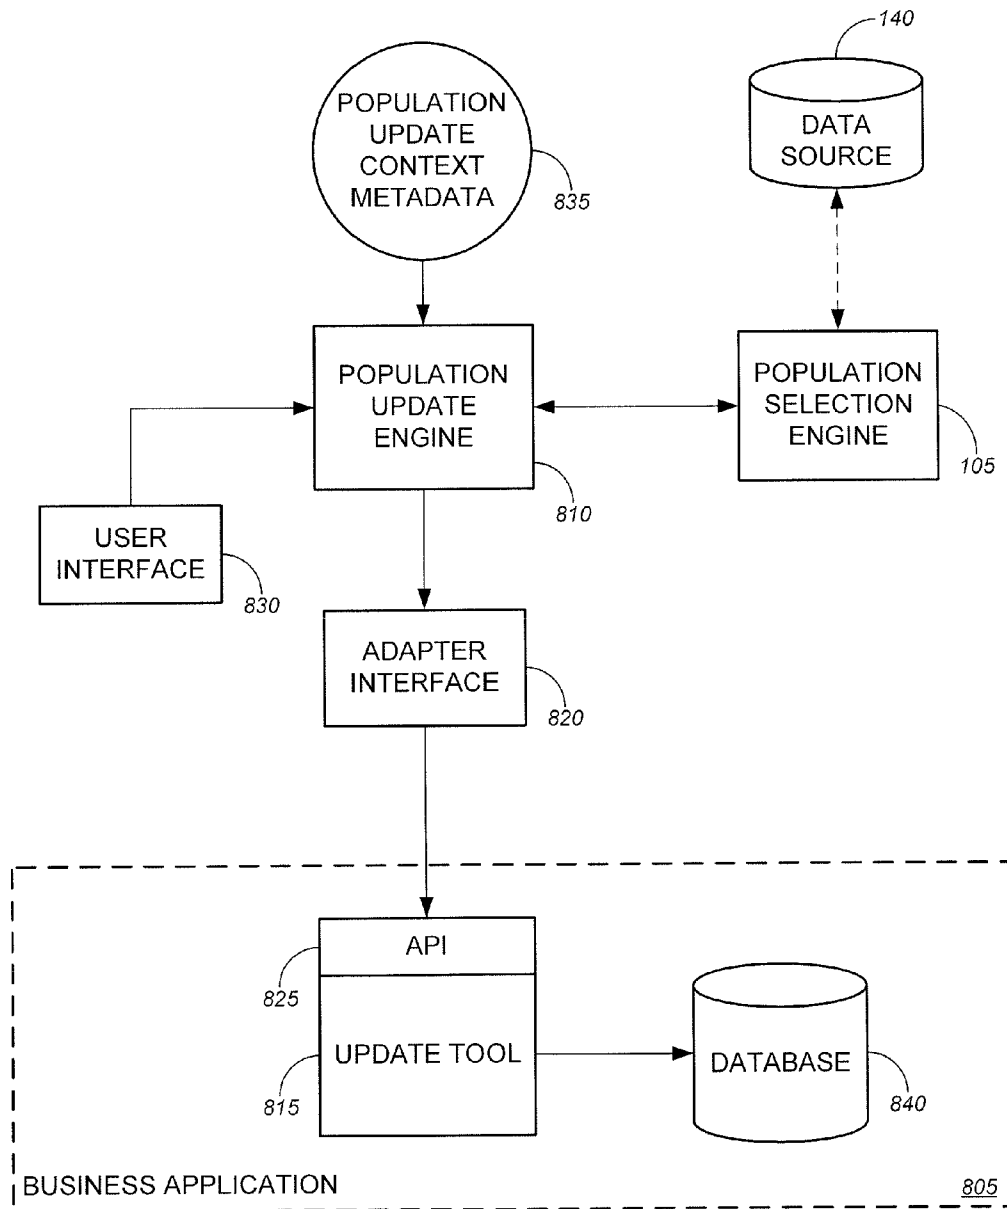 140
POPULATION
UPDATE
CONTEXT
METADATA
835
DATA
SOURCE
POPULATION
UPDATE
ENGINE
810
POPULATION
SELECTION
ENGINE
105
USER
INTERFACE
830
ADAPTER
INTERFACE
820
API
825
UPDATE TOOL
815
DATABASE
840
BUSINESS APPLICATION
805